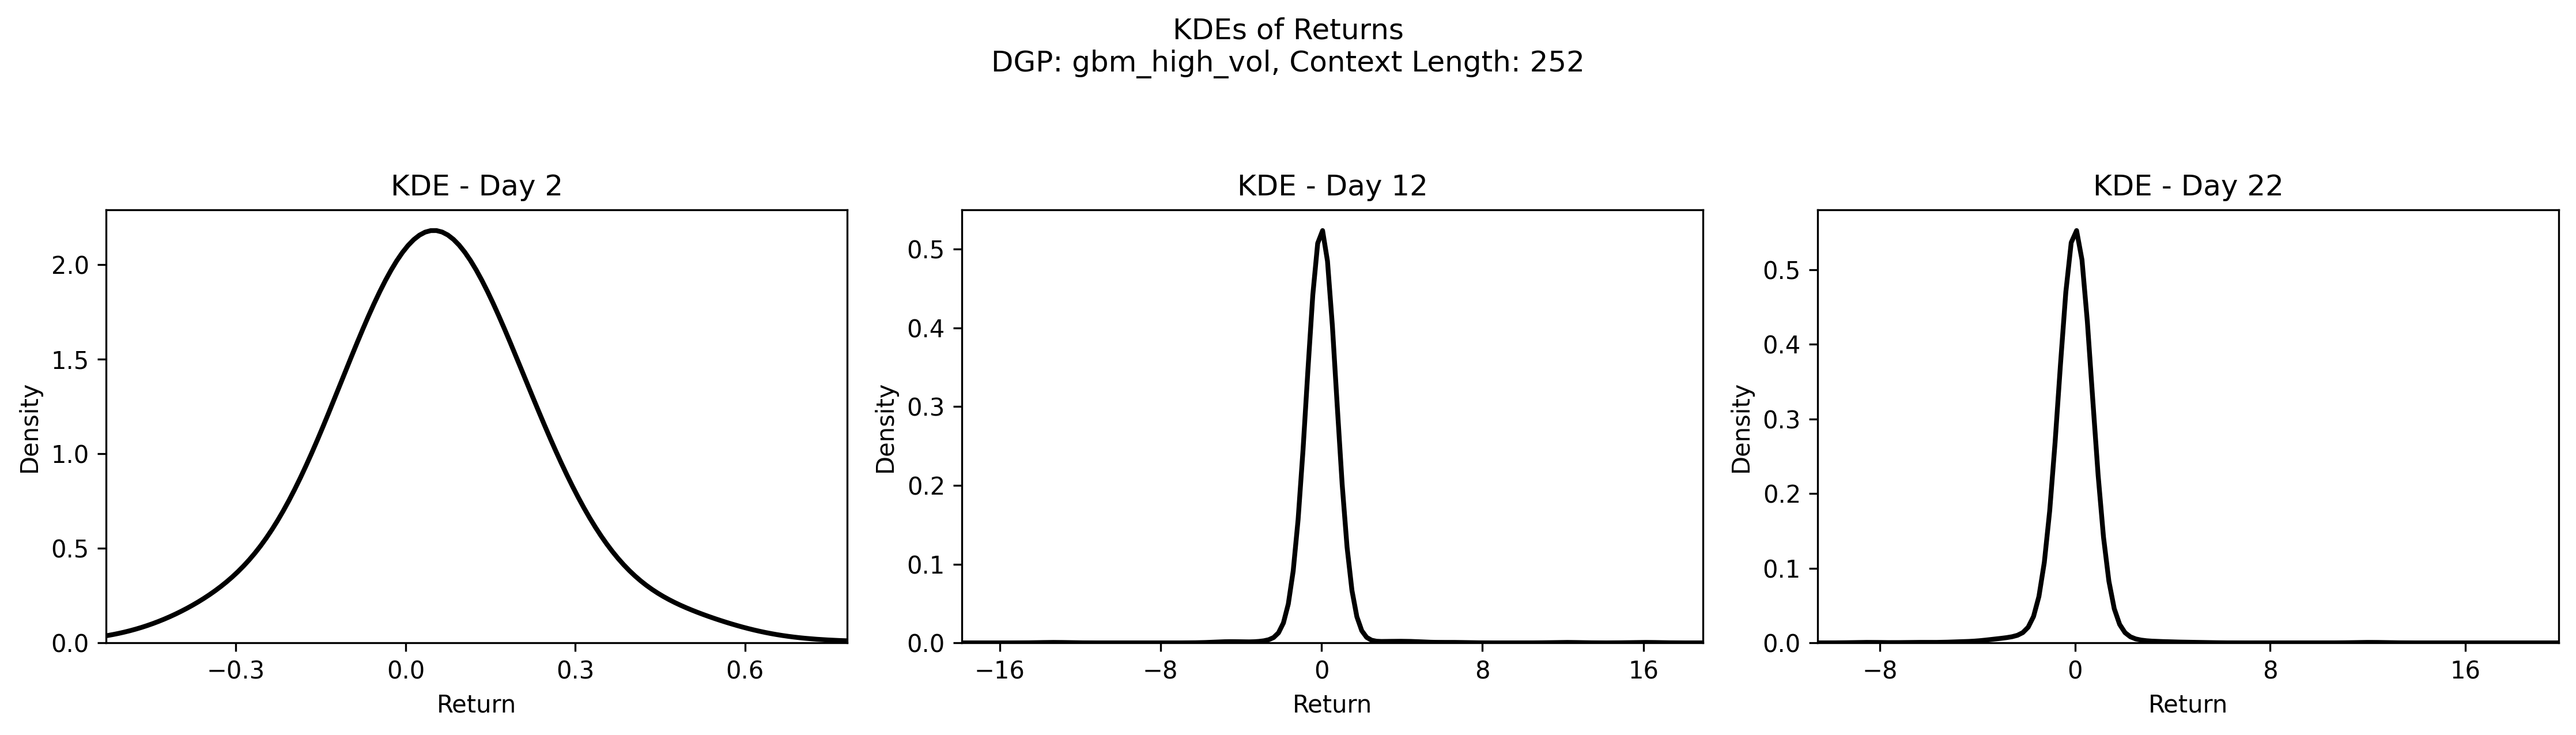 KDEs of Returns
DGP: gbm_high_vol, Context Length: 252
KDE - Day 2
Density
2.0
1.5
1.0
0.5
0.0
−0.3
0.0
0.3
0.6
Return
KDE - Day 12
Density
0.5
0.4
0.3
0.2
0.1
0.0
−16
−8
0
8
16
Return
KDE - Day 22
Density
0.5
0.4
0.3
0.2
0.1
0.0
−8
0
8
16
Return